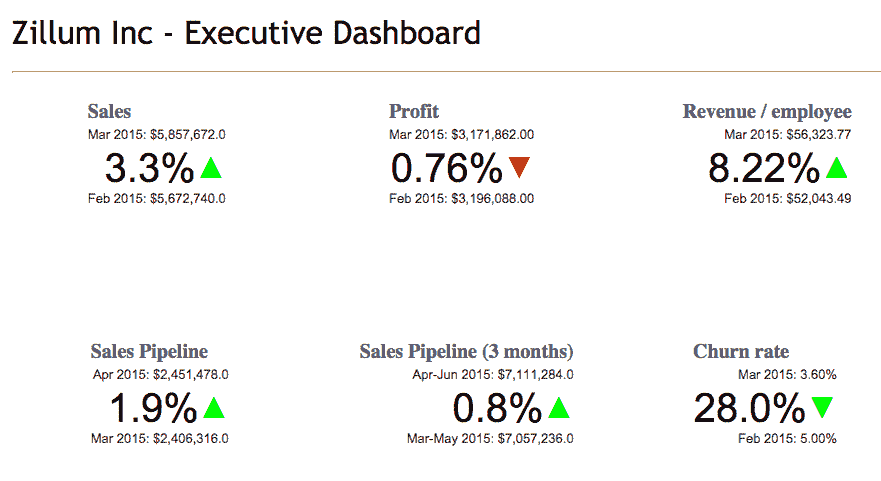 Zillum Inc - Executive Dashboard
Sales
Mar 2015: $5,857,672.0
3.3%
Feb 2015: $5,672,740.0
Profit
Mar 2015: $3,171,862.00
0.76%
Feb 2015: $3,196,088.00
Revenue / employee
Mar 2015: $56,323.77
8.22%
Feb 2015: $52,043.49
Sales Pipeline
Apr 2015: $2,451,478.0
1.9%
Mar 2015: $2,406,316.0
Sales Pipeline (3 months)
Apr-Jun 2015: $7,111,284.0
0.8%
Mar-May 2015: $7,057,236.0
Churn rate
Mar 2015: 3.60%
28.0%
Feb 2015: 5.00%